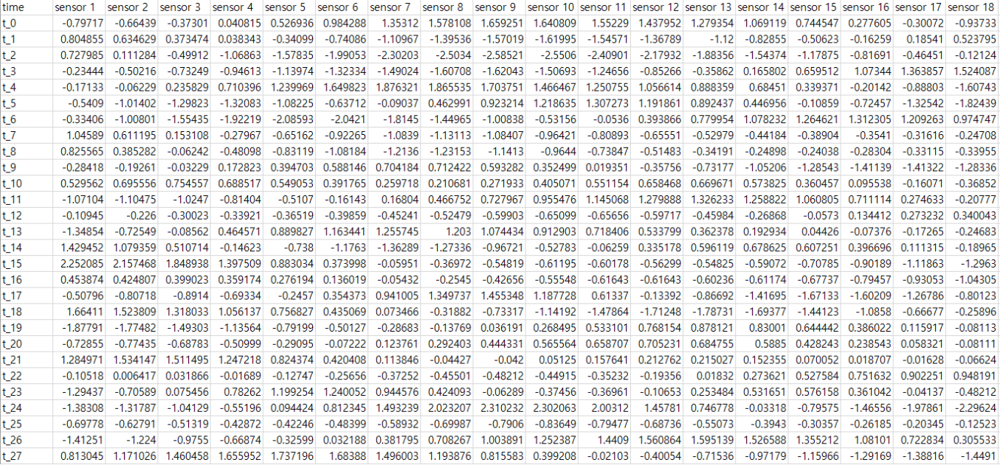 time sensor 1 sensor 2 sensor 3 sensor 4 sensor 5 sensor 6 sensor 7 sensor 8 sensor 9 sensor 10 sensor 11 sensor 12 sensor 13 sensor 14 sensor 15 sensor 16 sensor 17 sensor 18
t_0 -0.79717 -0.66439 -0.37301 0.040815 0.526936 0.984288 1.35312 1.578108 1.659251 1.640809 1.55229 1.437952 1.279354 1.069119 0.744547 0.277605 -0.30072 -0.93733
t_1 0.804855 0.634629 0.373474 0.038343 -0.34099 -0.74086 -1.10967 -1.39536 -1.57019 -1.61995 -1.54571 -1.36789 -1.12 -0.82855 -0.50623 -0.16259 0.18541 0.523795
t_2 0.727985 0.111284 -0.49912 -1.06863 -1.57835 -1.99053 -2.30203 -2.5034 -2.58521 -2.5506 -2.40901 -2.17932 -1.88356 -1.54374 -1.17875 -0.81691 -0.46451 -0.12124
t_3 -0.23444 -0.50216 -0.73249 -0.94613 -1.13974 -1.32334 -1.49024 -1.60708 -1.62043 -1.50693 -1.24656 -0.85266 -0.35862 0.165802 0.659512 1.07344 1.363857 1.524087
t_4 -0.17133 -0.06229 0.235829 0.710396 1.239969 1.649823 1.876321 1.865535 1.703751 1.466467 1.250755 1.056614 0.888359 0.68451 0.339371 -0.20142 -0.88803 -1.60743
t_5 -0.5409 -1.01402 -1.29823 -1.32083 -1.08225 -0.63712 -0.09037 0.462991 0.923214 1.218635 1.307273 1.191861 0.892437 0.446956 -0.10859 -0.72457 -1.32542 -1.82439
t_6 -0.33406 -1.00801 -1.55435 -1.92219 -2.08593 -2.0421 -1.8145 -1.44965 -1.00838 -0.53156 -0.0536 0.393866 0.779954 1.078232 1.264621 1.312305 1.209263 0.974747
t_7 1.04589 0.611195 0.153108 -0.27967 -0.65162 -0.92265 -1.0839 -1.13113 -1.08407 -0.96421 -0.80893 -0.65551 -0.52979 -0.44184 -0.38904 -0.3541 -0.31616 -0.24708
t_8 0.825565 0.385282 -0.06242 -0.48098 -0.83119 -1.08184 -1.2136 -1.23153 -1.1413 -0.9644 -0.73847 -0.51483 -0.34191 -0.24898 -0.24038 -0.28304 -0.33115 -0.33955
t_9 -0.28418 -0.19261 -0.03229 0.172823 0.394703 0.588146 0.704184 0.712422 0.593282 0.352499 0.019351 -0.35756 -0.73177 -1.05206 -1.28543 -1.41139 -1.41322 -1.28336
t_10 0.529562 0.695556 0.754557 0.688517 0.549053 0.391765 0.259718 0.210681 0.271933 0.405071 0.551154 0.658468 0.669671 0.573825 0.360457 0.095538 -0.16071 -0.36852
t_11 -1.07104 -1.10475 -1.0247 -0.81404 -0.5107 -0.16143 0.16804 0.466752 0.727967 0.955476 1.145068 1.279888 1.326233 1.258822 1.060805 0.711114 0.274633 -0.20777
t_12 -0.10945 -0.226 -0.30023 -0.33921 -0.36519 -0.39859 -0.45241 -0.52479 -0.59903 -0.65099 -0.65656 -0.59717 -0.45984 -0.26868 -0.0573 0.134412 0.273232 0.340043
t_13 -1.34854 -0.72549 -0.08562 0.464571 0.889827 1.163441 1.255745 1.203 1.074434 0.912903 0.718406 0.533799 0.362378 0.192934 0.04426 -0.07376 -0.17265 -0.24683
t_14 1.429452 1.079359 0.510714 -0.14623 -0.738 -1.1763 -1.36289 -1.27336 -0.96721 -0.52783 -0.06259 0.335178 0.596119 0.678625 0.607251 0.396696 0.111315 -0.18965
t_15 2.252085 2.157468 1.848938 1.397509 0.883034 0.373998 -0.05951 -0.36972 -0.54819 -0.61195 -0.60178 -0.56299 -0.54825 -0.59072 -0.70785 -0.90189 -1.11863 -1.2963
t_16 0.453874 0.424807 0.399023 0.359174 0.276194 0.136019 -0.05432 -0.2545 -0.42656 -0.55548 -0.61643 -0.61643 -0.60236 -0.61174 -0.67737 -0.79457 -0.93053 -1.04305
t_17 -0.50796 -0.80718 -0.8914 -0.69334 -0.2457 0.354373 0.941005 1.349737 1.455348 1.187728 0.61337 -0.13392 -0.86692 -1.41695 -1.67133 -1.60209 -1.26786 -0.80123
t_18 1.66411 1.523809 1.318033 1.056137 0.756827 0.435069 0.073466 -0.31882 -0.73317 -1.14192 -1.47864 -1.71248 -1.78731 -1.69377 -1.44123 -1.0858 -0.66677 -0.25896
t_19 -1.87791 -1.77482 -1.49303 -1.13564 -0.79199 -0.50127 -0.28683 -0.13769 0.036191 0.268495 0.533101 0.768154 0.878121 0.83001 0.644442 0.386022 0.115917 -0.08113
t_20 -0.72855 -0.77435 -0.68783 -0.50999 -0.29095 -0.07222 0.123761 0.292403 0.444331 0.565564 0.658707 0.705231 0.684755 0.5885 0.428243 0.238543 0.058321 -0.08111
t_21 1.284971 1.534147 1.511495 1.247218 0.824374 0.420408 0.113846 -0.04427 -0.042 0.05125 0.157641 0.212762 0.215027 0.152355 0.070052 0.018707 -0.01628 -0.06624
t_22 -0.10518 0.006417 0.031866 -0.01689 -0.12747 -0.25656 -0.37252 -0.45501 -0.48212 -0.44915 -0.35232 -0.19356 0.01832 0.273621 0.527584 0.751632 0.902251 0.948191
t_23 -1.29437 -0.70589 0.075456 0.78262 1.199254 1.240052 0.944576 0.424093 -0.06289 -0.37456 -0.36961 -0.10653 0.253484 0.531651 0.576158 0.361042 -0.04137 -0.48212
t_24 -1.38308 -1.31787 -1.04129 -0.55196 0.094424 0.812345 1.493239 2.023207 2.310232 2.302063 2.00312 1.45781 0.746778 -0.03318 -0.79575 -1.46556 -1.97861 -2.29624
t_25 -0.69778 -0.62791 -0.51319 -0.42872 -0.42246 -0.48399 -0.58932 -0.69987 -0.7906 -0.83649 -0.79477 -0.68736 -0.55073 -0.3943 -0.30357 -0.26185 -0.20345 -0.12523
t_26 -1.41251 -1.224 -0.9755 -0.66874 -0.32599 0.032188 0.381795 0.708267 1.003891 1.252387 1.4409 1.560864 1.595139 1.526588 1.355212 1.08101 0.722834 0.305533
t_27 0.813045 1.171026 1.460458 1.655952 1.737196 1.68388 1.496003 1.193876 0.815583 0.399208 -0.02103 -0.40054 -0.71536 -0.97179 -1.15966 -1.29169 -1.38816 -1.4491